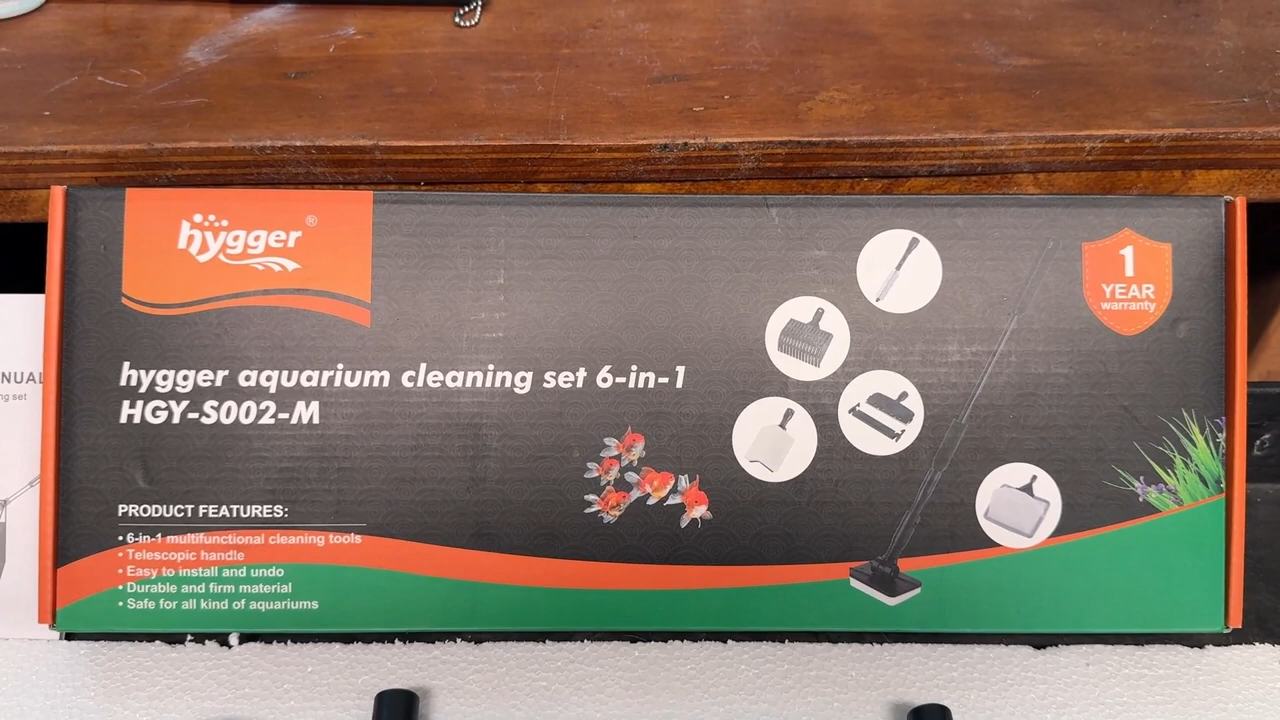 hygger®
hygger aquarium cleaning set 6-in-1
HGY-S002-M
PRODUCT FEATURES:
• 6-in-1 multifunctional cleaning tools
• Telescopic handle
• Easy to install and undo
• Durable and firm material
• Safe for all kind of aquariums
1
YEAR
warranty
NUAL
ng set